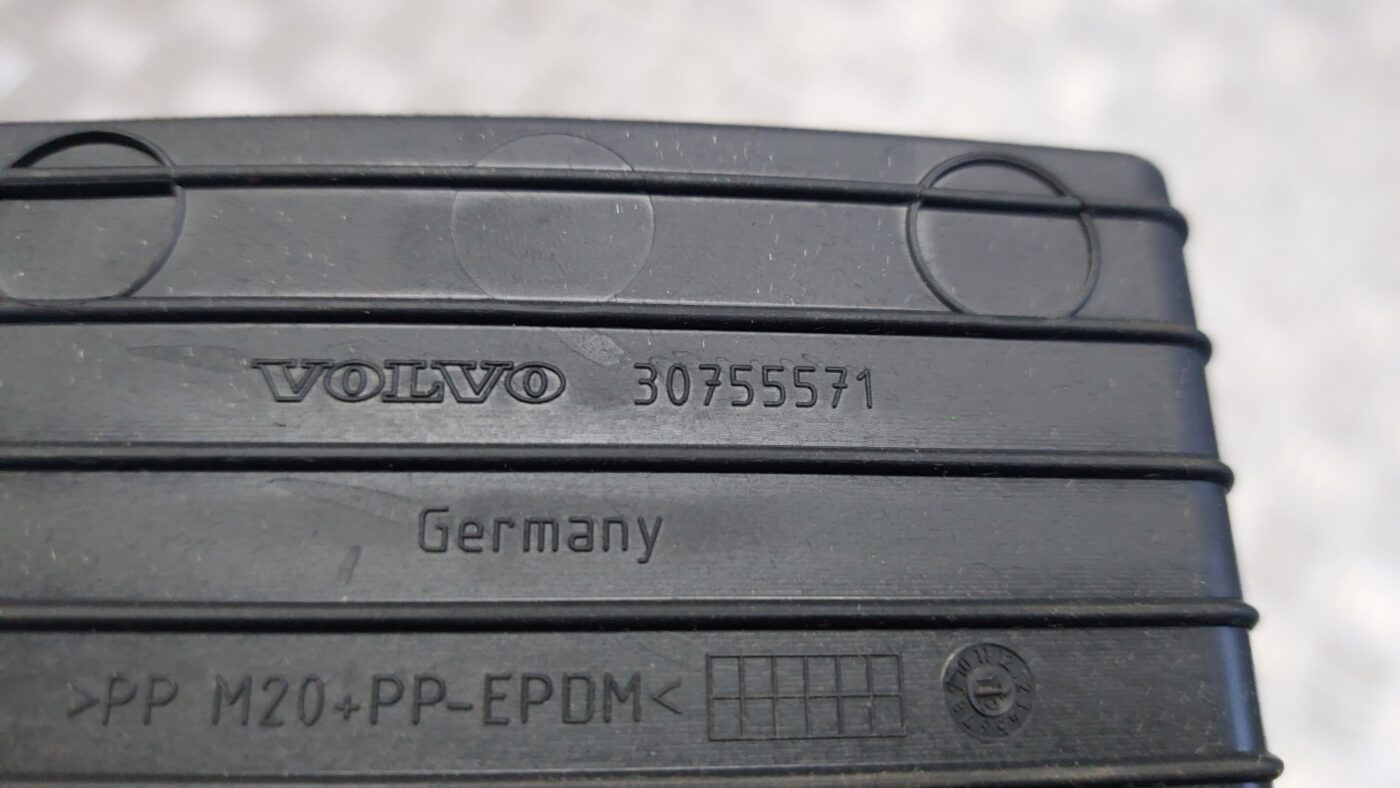 VOLVO 30755571
Germany
>PP M20+PP-EPDM<